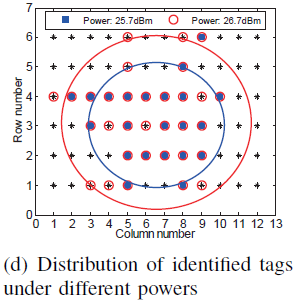 (d)
Power: 25.7dBm Power: 26.7dBm
7
6
5
4
3
2
1
0
Row number
0 1 2 3 4 5 6 7 8 9 10 11 12 13
Column number
(d) Distribution of identified tags
under different powers